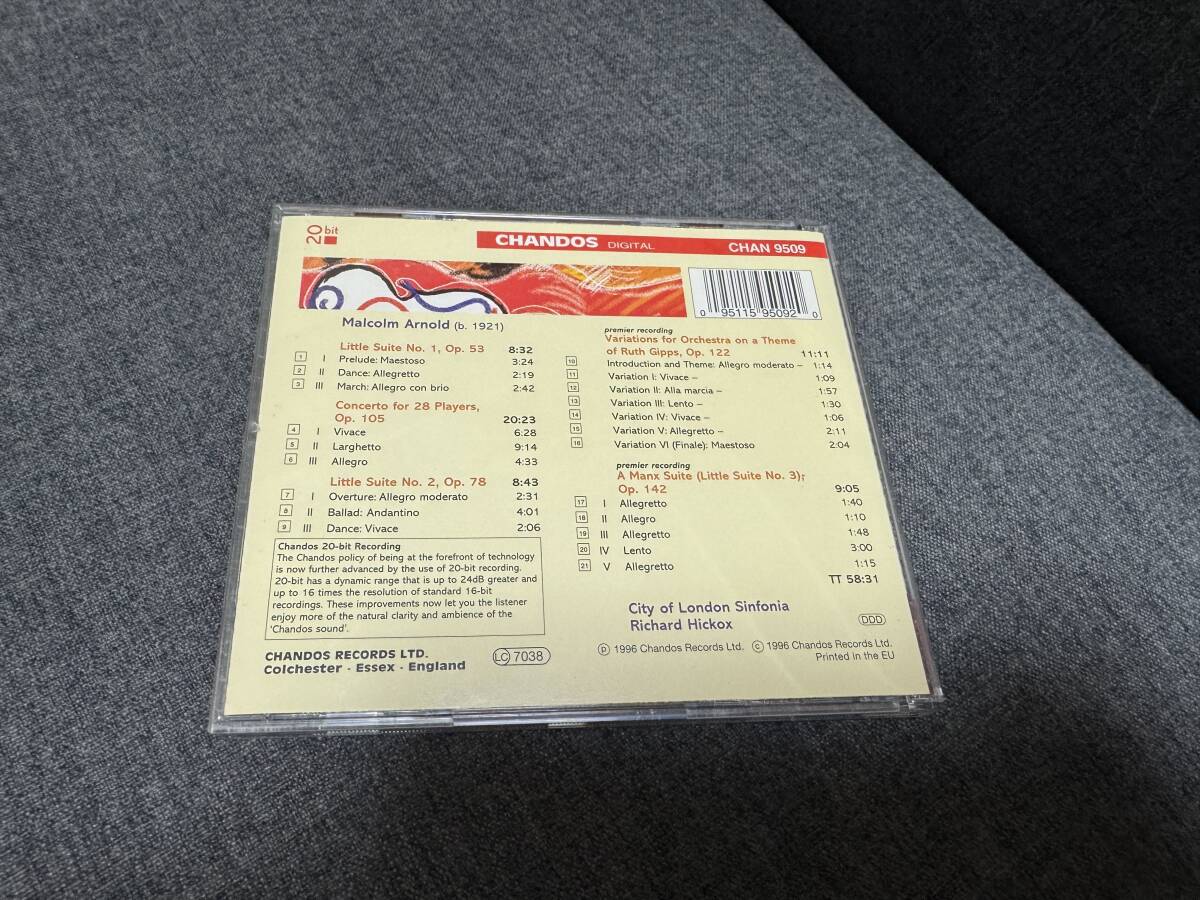 20 bit
CHANDOS DIGITAL
CHAN 9509
0 95115 95092 0
Malcolm Arnold (b. 1921)
Little Suite No. 1, Op. 53 8:32
1 I Prelude: Maestoso 3:24
2 II Dance: Allegretto 2:19
3 III March: Allegro con brio 2:42
Concerto for 28 Players,
Op. 105 20:23
4 I Vivace 6:28
5 II Larghetto 9:14
6 III Allegro 4:33
Little Suite No. 2, Op. 78 8:43
7 I Overture: Allegro moderato 2:31
8 II Ballad: Andantino 4:01
9 III Dance: Vivace 2:06
Chandos 20-bit Recording
The Chandos policy of being at the forefront of technology
is now further advanced by the use of 20-bit recording.
20-bit has a dynamic range that is up to 24dB greater and
up to 16 times the resolution of standard 16-bit
recordings. These improvements now let you the listener
enjoy more of the natural clarity and ambience of the
'Chandos sound'.
CHANDOS RECORDS LTD.
Colchester · Essex · England
LC 7038
premier recording
Variations for Orchestra on a Theme
of Ruth Gipps, Op. 122 11:11
10 Introduction and Theme: Allegro moderato – 1:14
11 Variation I: Vivace – 1:09
12 Variation II: Alla marcia – 1:57
13 Variation III: Lento – 1:30
14 Variation IV: Vivace – 1:06
15 Variation V: Allegretto – 2:11
16 Variation VI (Finale): Maestoso 2:04
premier recording
A Manx Suite (Little Suite No. 3),
Op. 142 9:05
17 I Allegretto 1:40
18 II Allegro 1:10
19 III Allegretto 1:48
20 IV Lento 3:00
21 V Allegretto 1:15
TT 58:31
City of London Sinfonia
Richard Hickox
DDD
℗ 1996 Chandos Records Ltd. © 1996 Chandos Records Ltd.
Printed in the EU